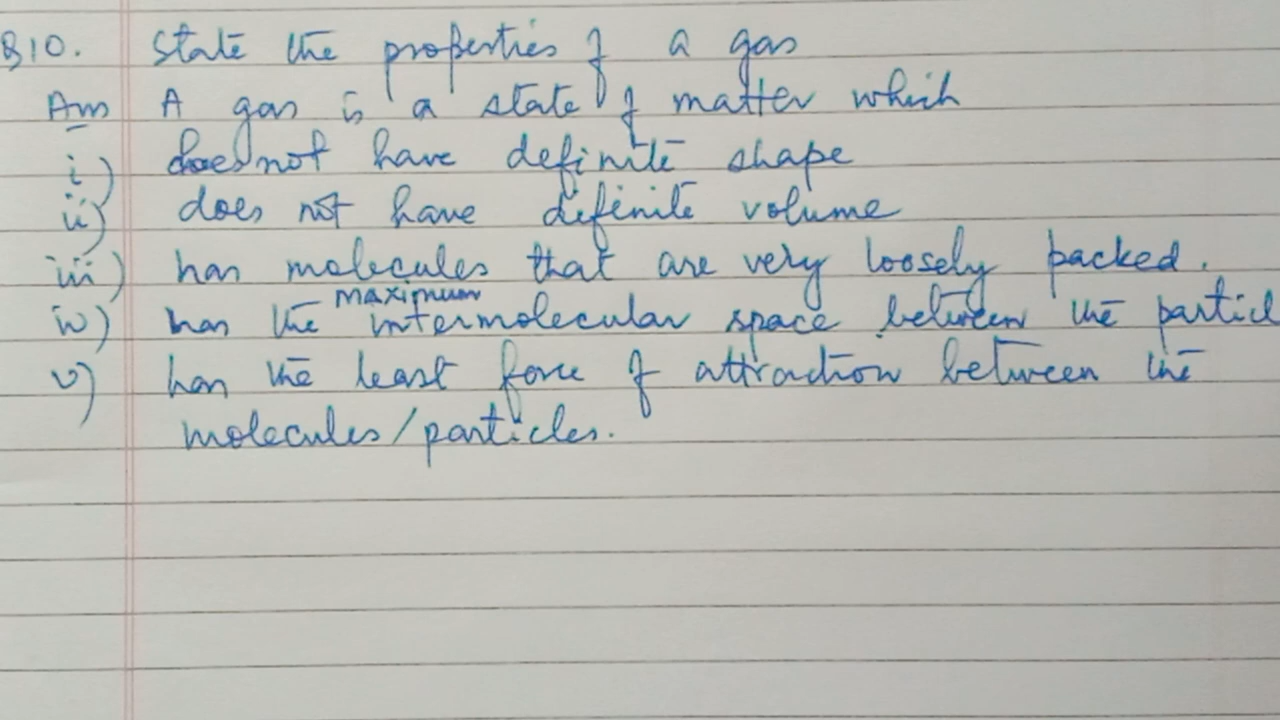 Q10. State the properties of a gas
Ans A gas is a state of matter which
i) does not have definite shape
ii) does not have definite volume
iii) has molecules that are very loosely packed.
iv) has the maximum intermolecular space between the particl
v) has the least force of attraction between the
molecules/particles.